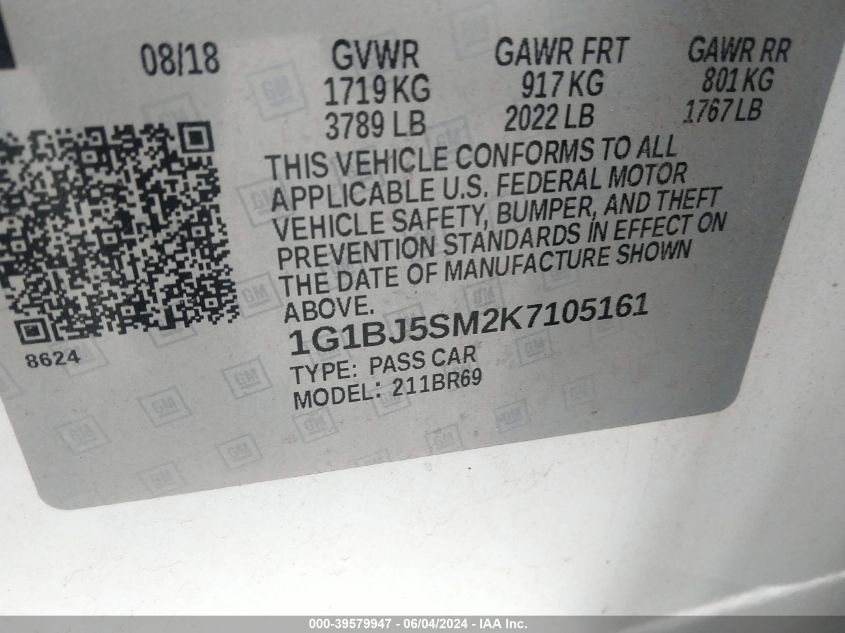 08/18 GVWR GAWR FRT GAWR RR
1719 KG 917 KG 801 KG
3789 LB 2022 LB 1767 LB
THIS VEHICLE CONFORMS TO ALL
APPLICABLE U.S. FEDERAL MOTOR
VEHICLE SAFETY, BUMPER, AND THEFT
PREVENTION STANDARDS IN EFFECT ON
THE DATE OF MANUFACTURE SHOWN
ABOVE.
1G1BJ5SM2K7105161
8624
TYPE: PASS CAR
MODEL: 211BR69
000-39579947 - 06/04/2024 - IAA Inc.